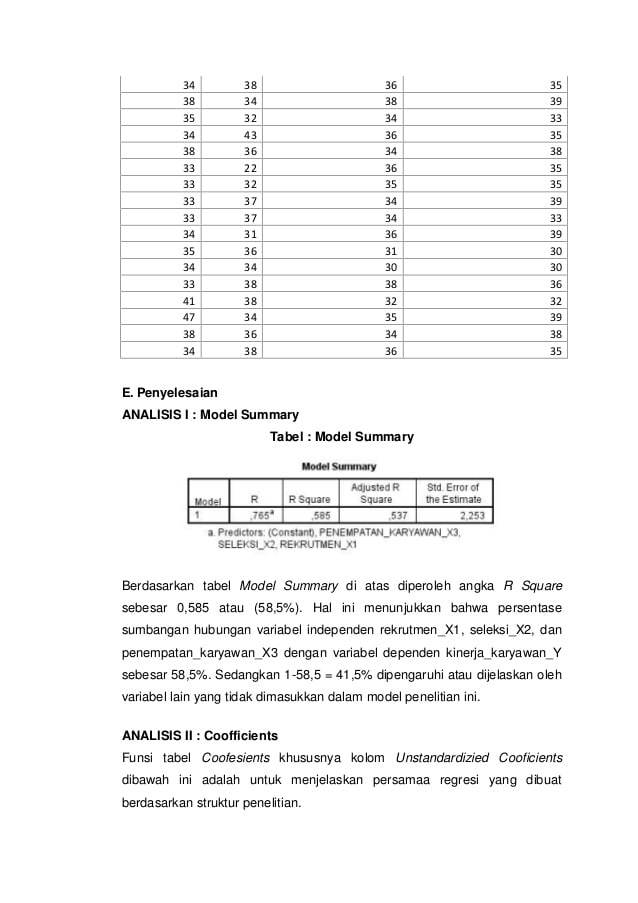 34 38 36 35
38 34 38 39
35 32 34 33
34 43 36 35
38 36 34 38
33 22 36 35
33 32 35 35
33 37 34 39
33 37 34 33
34 31 36 39
35 36 31 30
34 34 30 30
33 38 38 36
41 38 32 32
47 34 35 39
38 36 34 38
34 38 36 35
E. Penyelesaian
ANALISIS I : Model Summary
Tabel : Model Summary
Model Summary
Model R R Square Adjusted R Square Std. Error of the Estimate
1 ,765a ,585 ,537 2,253
a. Predictors: (Constant), PENEMPATAN_KARYAWAN_X3,
SELEKSI_X2, REKRUTMEN_X1
Berdasarkan tabel Model Summary di atas diperoleh angka R Square
sebesar 0,585 atau (58,5%). Hal ini menunjukkan bahwa persentase
sumbangan hubungan variabel independen rekrutmen_X1, seleksi_X2, dan
penempatan_karyawan_X3 dengan variabel dependen kinerja_karyawan_Y
sebesar 58,5%. Sedangkan 1-58,5 = 41,5% dipengaruhi atau dijelaskan oleh
variabel lain yang tidak dimasukkan dalam model penelitian ini.
ANALISIS II : Coofficients
Funsi tabel Coofesients khususnya kolom Unstandardizied Cooficients
dibawah ini adalah untuk menjelaskan persamaa regresi yang dibuat
berdasarkan struktur penelitian.